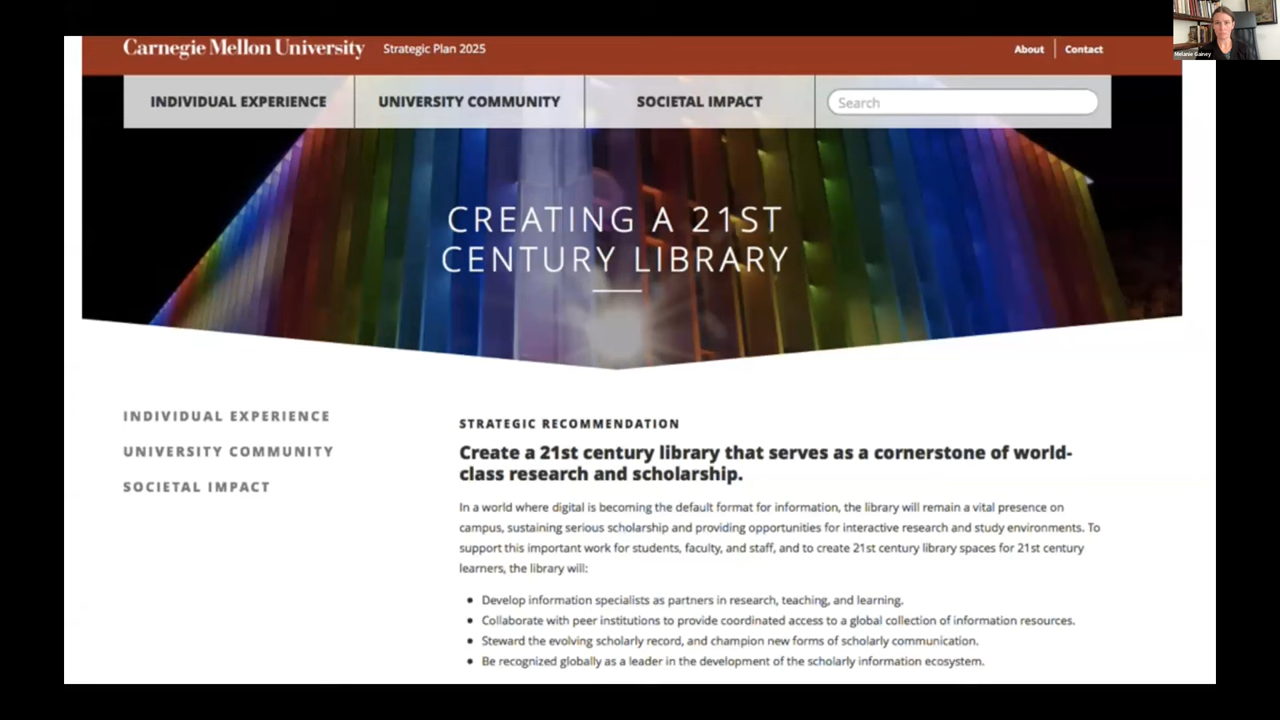 Carnegie Mellon University Strategic Plan 2025 About Contact
Melanie Gainey
INDIVIDUAL EXPERIENCE UNIVERSITY COMMUNITY SOCIETAL IMPACT Search
CREATING A 21ST
CENTURY LIBRARY
INDIVIDUAL EXPERIENCE
UNIVERSITY COMMUNITY
SOCIETAL IMPACT
STRATEGIC RECOMMENDATION
Create a 21st century library that serves as a cornerstone of world-
class research and scholarship.
In a world where digital is becoming the default format for information, the library will remain a vital presence on
campus, sustaining serious scholarship and providing opportunities for interactive research and study environments. To
support this important work for students, faculty, and staff, and to create 21st century library spaces for 21st century
learners, the library will:
• Develop information specialists as partners in research, teaching, and learning.
• Collaborate with peer institutions to provide coordinated access to a global collection of information resources.
• Steward the evolving scholarly record, and champion new forms of scholarly communication.
• Be recognized globally as a leader in the development of the scholarly information ecosystem.